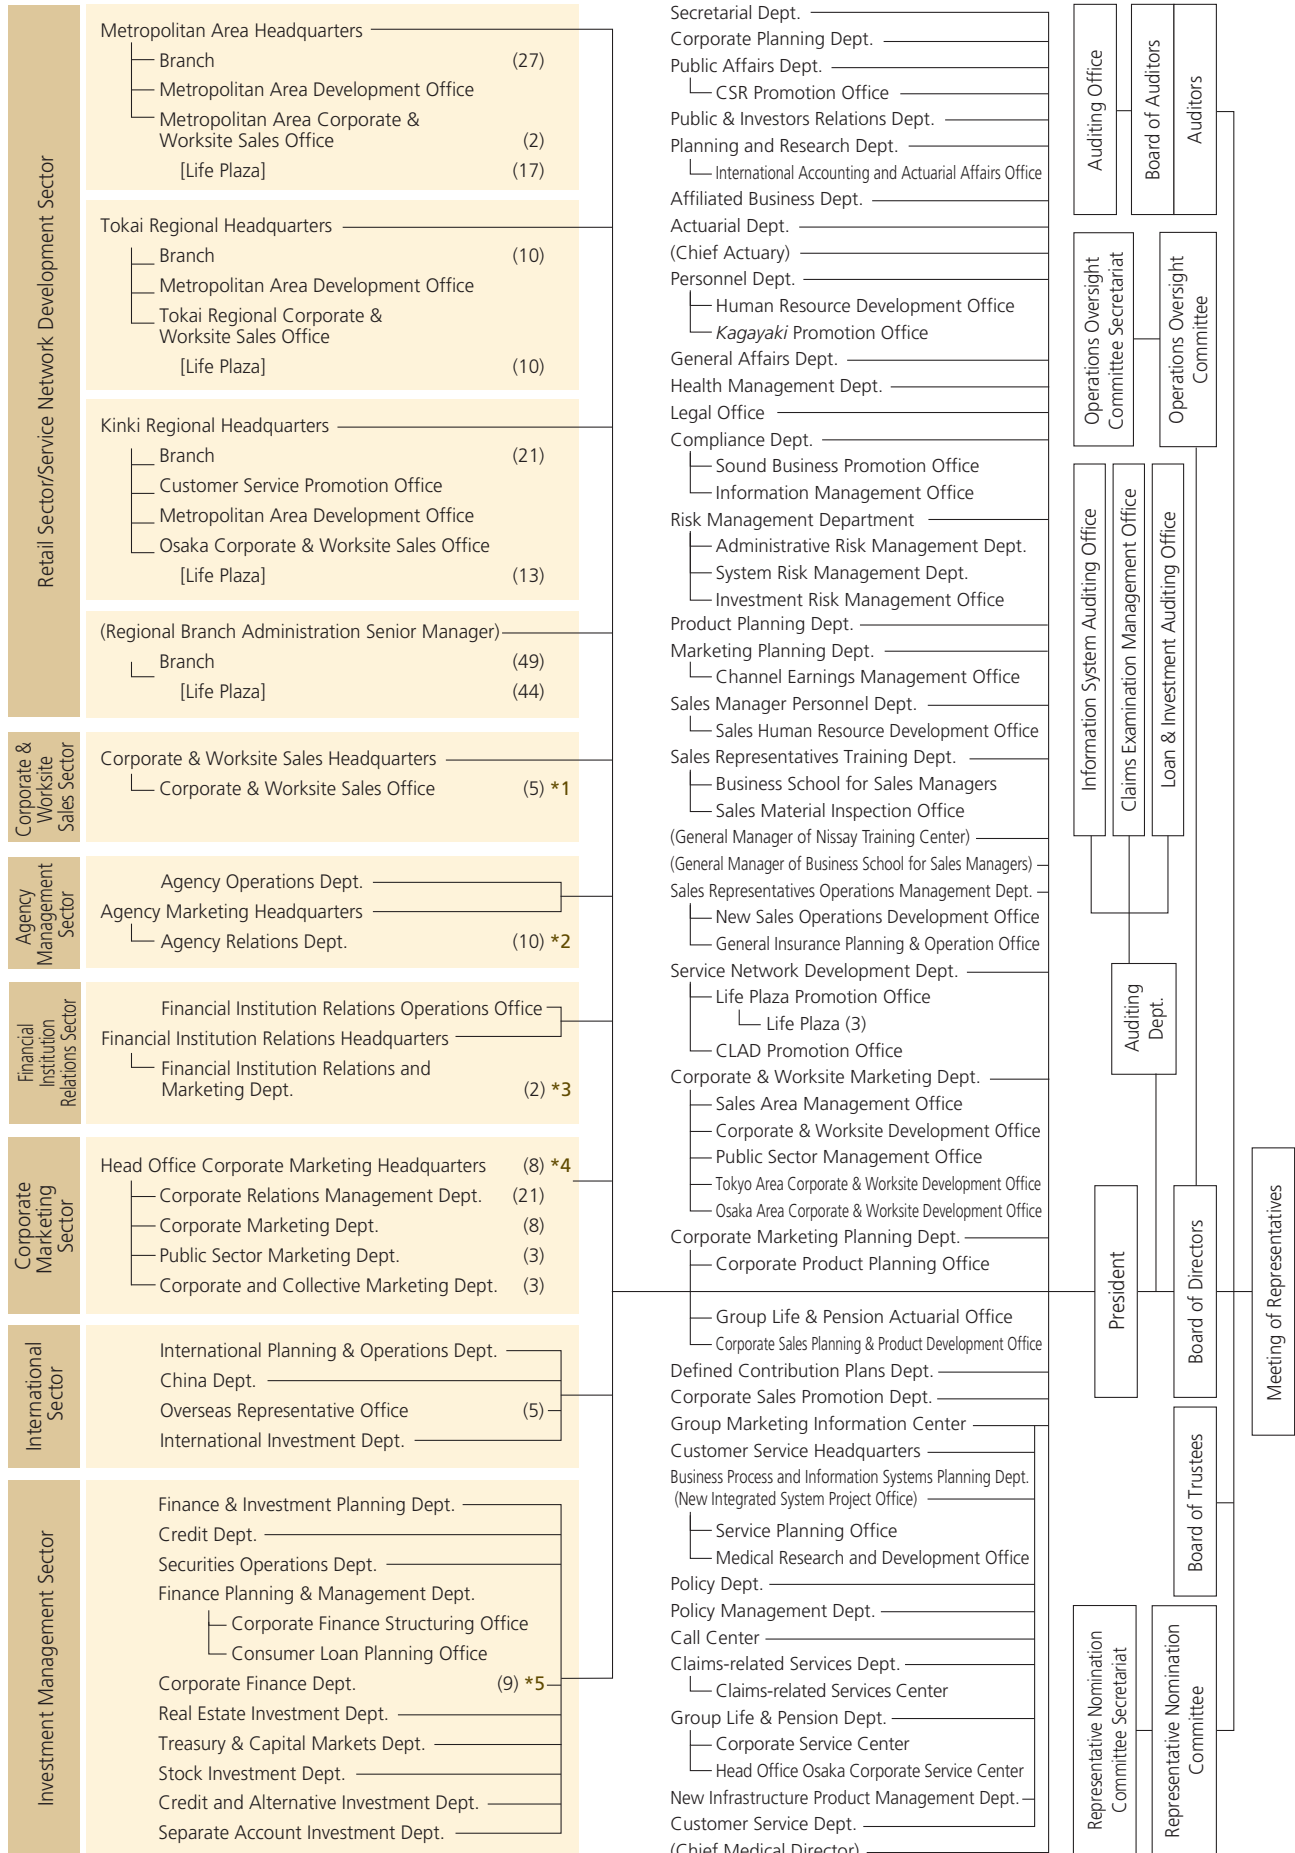 Retail Sector/Service Network Development Sector
Metropolitan Area Headquarters
Branch (27)
Metropolitan Area Development Office
Metropolitan Area Corporate &
Worksite Sales Office (2)
[Life Plaza] (17)
Tokai Regional Headquarters
Branch (10)
Metropolitan Area Development Office
Tokai Regional Corporate &
Worksite Sales Office
[Life Plaza] (10)
Kinki Regional Headquarters
Branch (21)
Customer Service Promotion Office
Metropolitan Area Development Office
Osaka Corporate & Worksite Sales Office
[Life Plaza] (13)
(Regional Branch Administration Senior Manager)
Branch (49)
[Life Plaza] (44)
Corporate &
Worksite
Sales Sector
Corporate & Worksite Sales Headquarters
Corporate & Worksite Sales Office (5) *1
Agency
Management
Sector
Agency Operations Dept.
Agency Marketing Headquarters
Agency Relations Dept. (10) *2
Financial
Institution
Relations Sector
Financial Institution Relations Operations Office
Financial Institution Relations Headquarters
Financial Institution Relations and
Marketing Dept. (2) *3
Corporate
Marketing
Sector
Head Office Corporate Marketing Headquarters (8) *4
Corporate Relations Management Dept. (21)
Corporate Marketing Dept. (8)
Public Sector Marketing Dept. (3)
Corporate and Collective Marketing Dept. (3)
International
Sector
International Planning & Operations Dept.
China Dept.
Overseas Representative Office (5)
International Investment Dept.
Investment Management Sector
Finance & Investment Planning Dept.
Credit Dept.
Securities Operations Dept.
Finance Planning & Management Dept.
Corporate Finance Structuring Office
Consumer Loan Planning Office
Corporate Finance Dept. (9) *5
Real Estate Investment Dept.
Treasury & Capital Markets Dept.
Stock Investment Dept.
Credit and Alternative Investment Dept.
Separate Account Investment Dept.
Secretarial Dept.
Corporate Planning Dept.
Public Affairs Dept.
CSR Promotion Office
Public & Investors Relations Dept.
Planning and Research Dept.
International Accounting and Actuarial Affairs Office
Affiliated Business Dept.
Actuarial Dept.
(Chief Actuary)
Personnel Dept.
Human Resource Development Office
Kagayaki Promotion Office
General Affairs Dept.
Health Management Dept.
Legal Office
Compliance Dept.
Sound Business Promotion Office
Information Management Office
Risk Management Department
Administrative Risk Management Dept.
System Risk Management Dept.
Investment Risk Management Office
Product Planning Dept.
Marketing Planning Dept.
Channel Earnings Management Office
Sales Manager Personnel Dept.
Sales Human Resource Development Office
Sales Representatives Training Dept.
Business School for Sales Managers
Sales Material Inspection Office
(General Manager of Nissay Training Center)
(General Manager of Business School for Sales Managers)
Sales Representatives Operations Management Dept.
New Sales Operations Development Office
General Insurance Planning & Operation Office
Service Network Development Dept.
Life Plaza Promotion Office
Life Plaza (3)
CLAD Promotion Office
Corporate & Worksite Marketing Dept.
Sales Area Management Office
Corporate & Worksite Development Office
Public Sector Management Office
Tokyo Area Corporate & Worksite Development Office
Osaka Area Corporate & Worksite Development Office
Corporate Marketing Planning Dept.
Corporate Product Planning Office
Group Life & Pension Actuarial Office
Corporate Sales Planning & Product Development Office
Defined Contribution Plans Dept.
Corporate Sales Promotion Dept.
Group Marketing Information Center
Customer Service Headquarters
Business Process and Information Systems Planning Dept.
(New Integrated System Project Office)
Service Planning Office
Medical Research and Development Office
Policy Dept.
Policy Management Dept.
Call Center
Claims-related Services Dept.
Claims-related Services Center
Group Life & Pension Dept.
Corporate Service Center
Head Office Osaka Corporate Service Center
New Infrastructure Product Management Dept.
Customer Service Dept.
(Chief Medical Director)
Auditing Office
Board of Auditors
Auditors
Operations Oversight
Committee Secretariat
Operations Oversight
Committee
Information System Auditing Office
Claims Examination Management Office
Loan & Investment Auditing Office
Auditing
Dept.
President
Board of Directors
Meeting of Representatives
Board of Trustees
Representative Nomination
Committee Secretariat
Representative Nomination
Committee